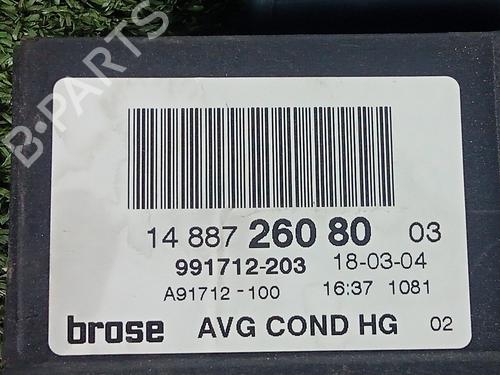 B-PARTS
14 887 260 80 03
991712-203 18-03-04
A91712-100 16:37 1081
brose AVG COND HG 02